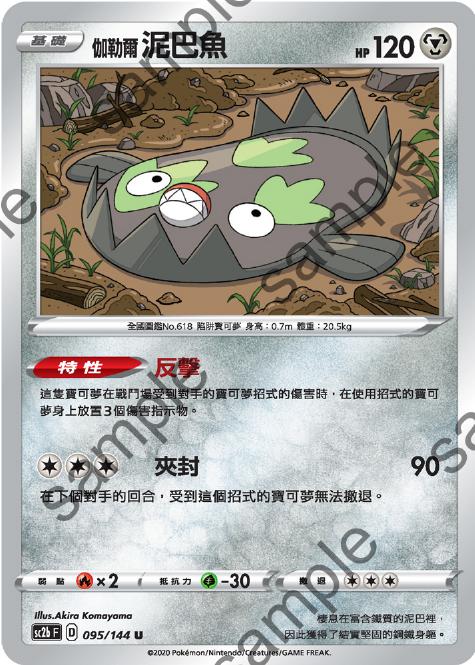 基礎 伽勒爾 泥巴魚 HP 120
全國圖鑑No.618 陷阱寶可夢 身高：0.7m 體重：20.5kg
特性 反擊
這隻寶可夢在戰鬥場受到對手的寶可夢招式的傷害時，在使用招式的寶可
夢身上放置3個傷害指示物。
夾封 90
在下個對手的回合，受到這個招式的寶可夢無法撤退。
弱點 ×2 抵抗力 -30 撤退
Illus.Akira Komayama
sc2b F D 095/144 U
棲息在富含鐵質的泥巴裡，
因此獲得了結實堅固的鋼鐵身軀。
©2020 Pokémon/Nintendo/Creatures/GAME FREAK.
sample
sample
sample
sample
sample
sample
sample